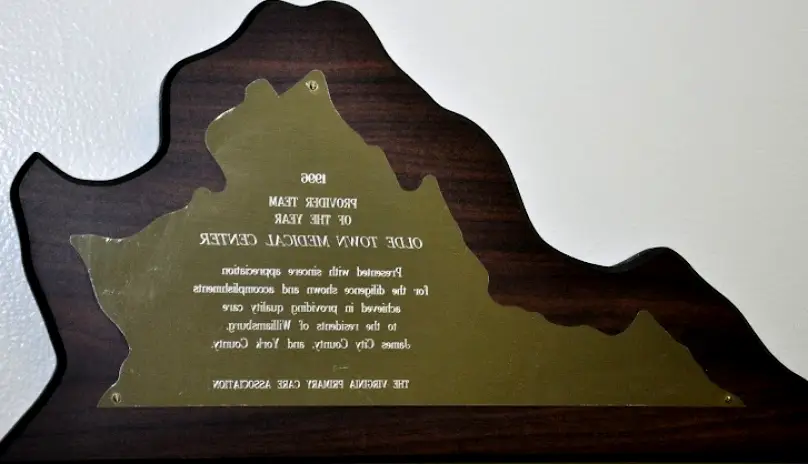 1996
PROVIDER TEAM
OF THE YEAR
OLDE TOWN MEDICAL CENTER
Presented with sincere appreciation
for the diligence shown and accomplishments
achieved in providing quality care
to the residents of Williamsburg,
James City County, and York County.
THE VIRGINIA PRIMARY CARE ASSOCIATION